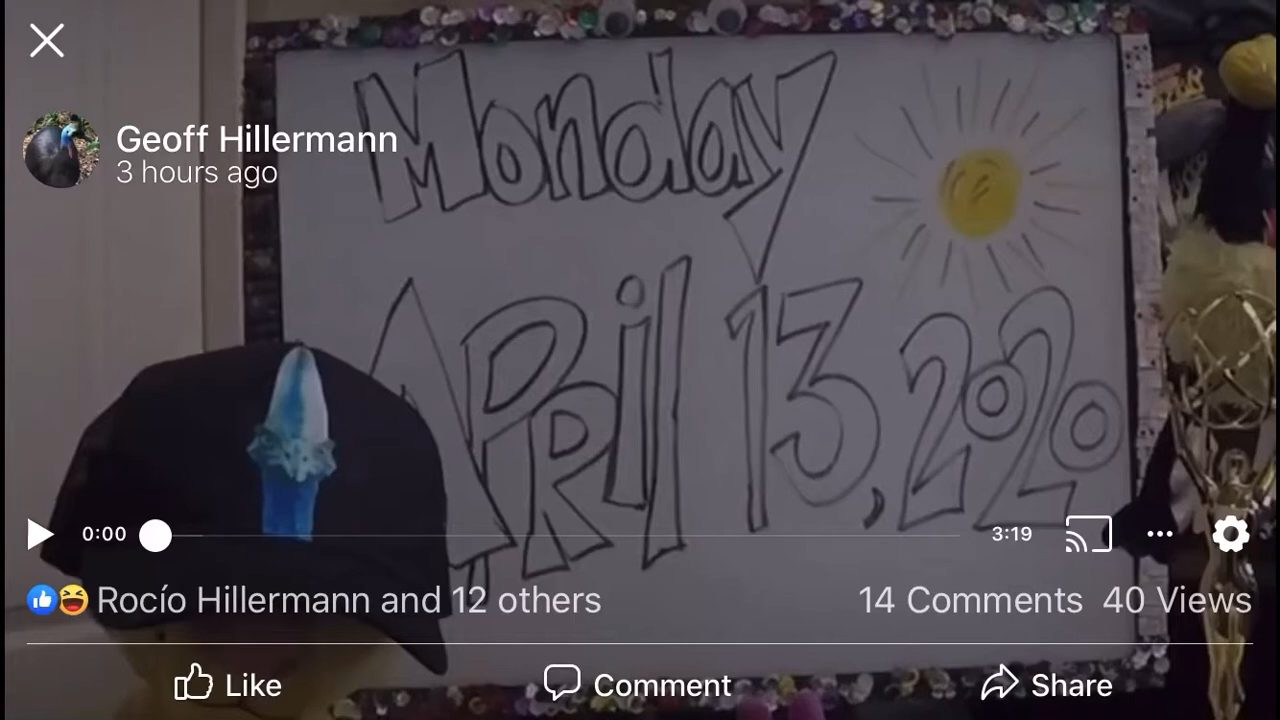 Monday
Geoff Hillermann
3 hours ago
APRil 13, 2020
0:00
3:19
Rocío Hillermann and 12 others
14 Comments 40 Views
Like
Comment
Share